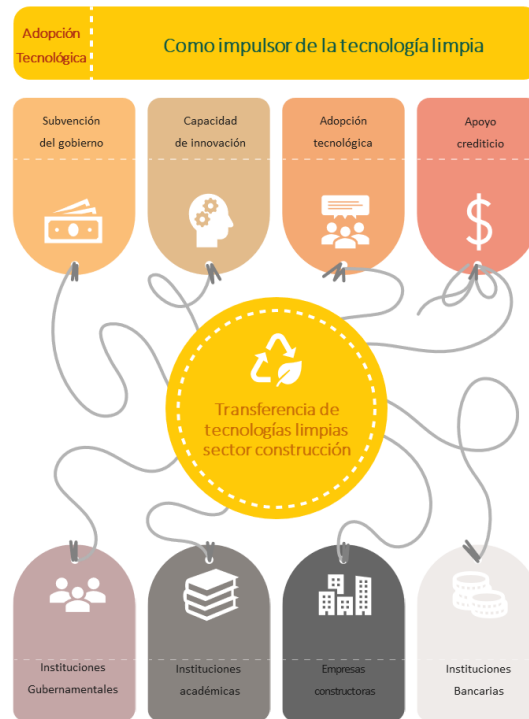 Adopción
Tecnológica
Como impulsor de la tecnología limpia
Subvención
del gobierno
Capacidad
de innovación
Adopción
tecnológica
Apoyo
crediticio
Transferencia de
tecnologías limpias
sector construcción
Instituciones
Gubernamentales
Instituciones
académicas
Empresas
constructoras
Instituciones
Bancarias